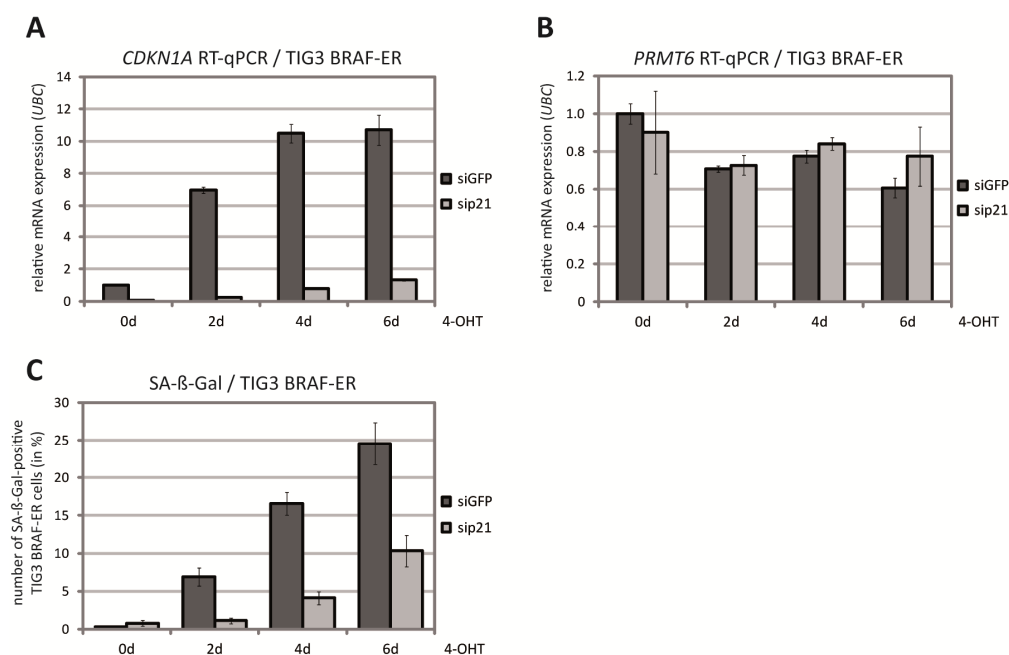 A
CDKN1A RT-qPCR / TIG3 BRAF-ER
relative mRNA expression (UBC)
14
12
10
8
6
4
2
0
0d 2d 4d 6d 4-OHT
siGFP
sip21
B
PRMT6 RT-qPCR / TIG3 BRAF-ER
relative mRNA expression (UBC)
1.2
1.0
0.8
0.6
0.4
0.2
0
0d 2d 4d 6d 4-OHT
siGFP
sip21
C
SA-ß-Gal / TIG3 BRAF-ER
number of SA-ß-Gal-positive
TIG3 BRAF-ER cells (in %)
30
25
20
15
10
5
0
0d 2d 4d 6d 4-OHT
siGFP
sip21